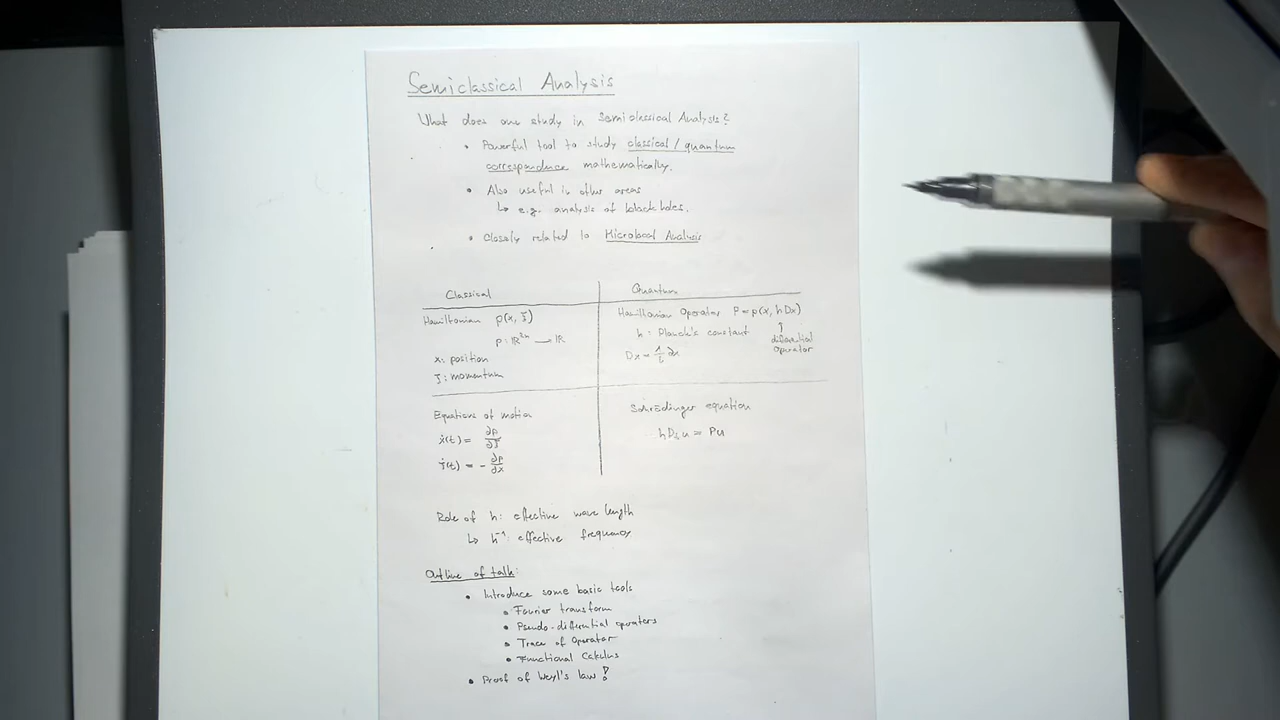 Semiclassical Analysis
What does one study in Semiclassical Analysis?
• Powerful tool to study classical / quantum
correspondence mathematically.
• Also useful in other areas
↳ e.g. analysis of black holes.
• Closely related to Microlocal Analysis
Classical
Quantum
Hamiltonian p(x, ξ)
p: ℝ²ⁿ → ℝ
x: position
ξ: momentum
Hamiltonian Operator P = p(x, hDx)
h: Planck's constant
↑
differential
operator
Dx = 1/i ∂x
Equations of motion
ẋ(t) = ∂p/∂ξ
ξ̇(t) = - ∂p/∂x
Schrödinger equation
hDₜu = Pu
Role of h: effective wave length
↳ h⁻¹: effective frequency
Outline of talk:
• Introduce some basic tools
• Fourier transform
• Pseudo-differential operators
• Trace of Operator
• Functional Calculus
• Proof of Weyl's law!